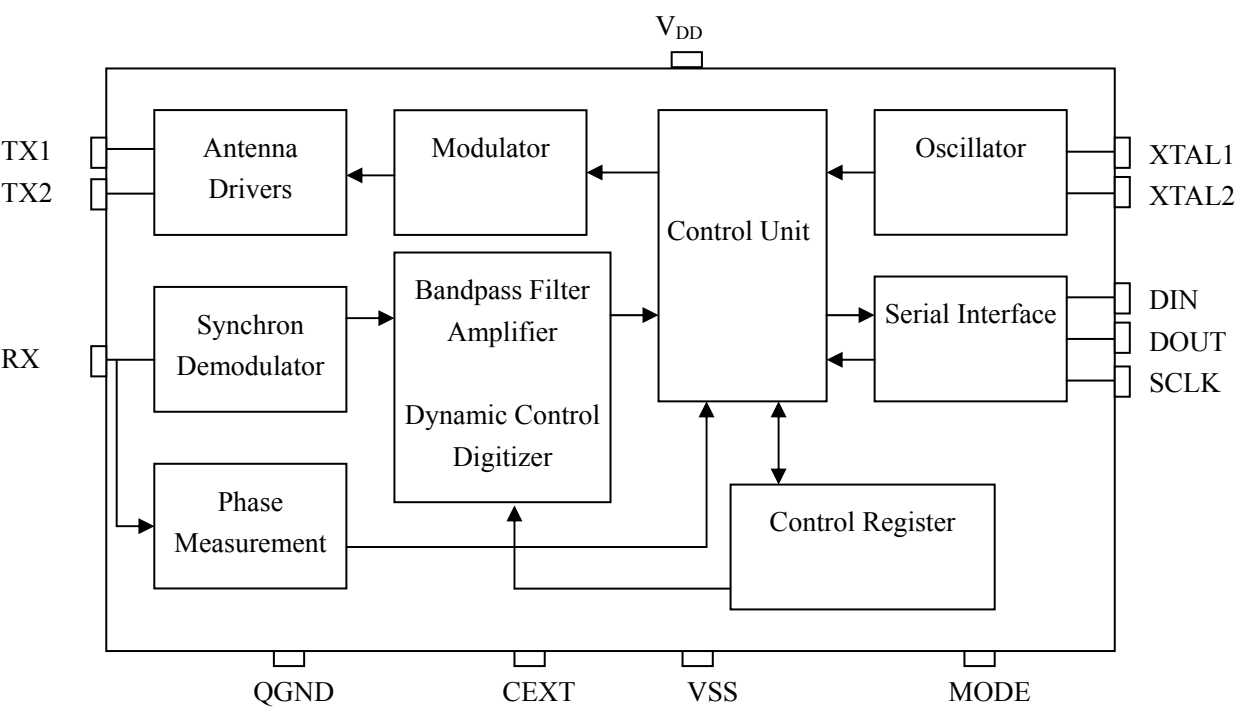 V_DD
TX1
TX2
Antenna
Drivers
Modulator
Control Unit
Oscillator
XTAL1
XTAL2
RX
Synchron
Demodulator
Bandpass Filter
Amplifier
Dynamic Control
Digitizer
Serial Interface
DIN
DOUT
SCLK
Phase
Measurement
Control Register
QGND
CEXT
VSS
MODE